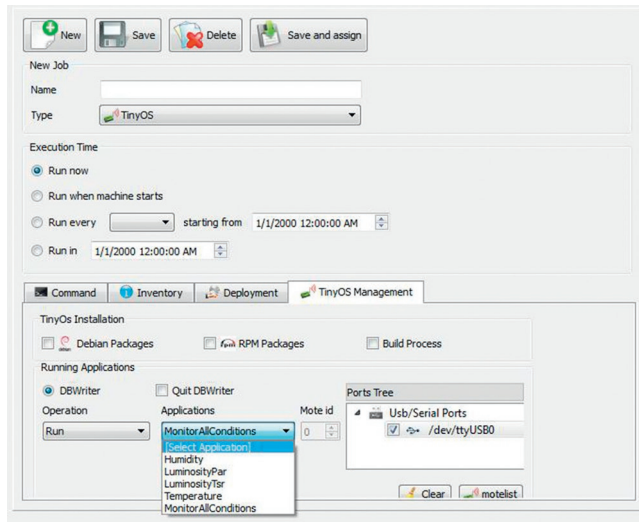 New Save Delete Save and assign
New Job
Name
Type TinyOS
Execution Time
Run now
Run when machine starts
Run every starting from 1/1/2000 12:00:00 AM
Run in 1/1/2000 12:00:00 AM
Command Inventory Deployment TinyOS Management
TinyOs Installation
Debian Packages rpm RPM Packages Build Process
Running Applications
DBWriter Quit DBWriter Ports Tree
Operation Applications Mote id Usb/Serial Ports
Run MonitorAllConditions 0 /dev/ttyUSB0
[Select Application]
Humidity
LuminosityPar
LuminosityTsr
Temperature
MonitorAllConditions
Clear motelist